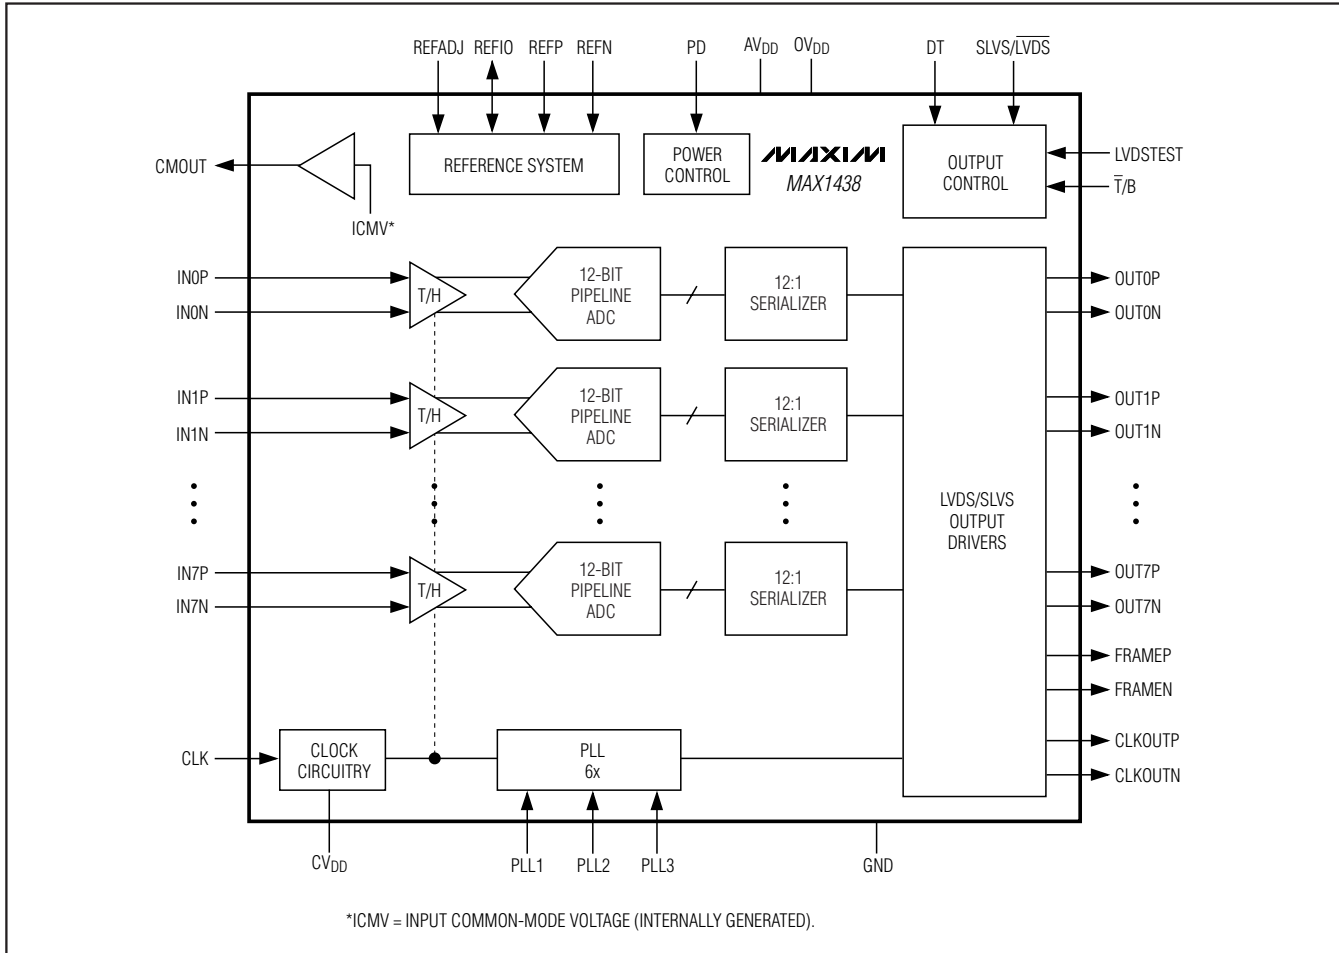 REFADJ REFIO REFP REFN PD AVDD OVDD DT SLVS/L̅V̅D̅S̅
CMOUT
ICMV*
REFERENCE SYSTEM
POWER
CONTROL
MAXIM
MAX1438
OUTPUT
CONTROL
LVDSTEST
T̅/B
IN0P
IN0N
T/H
12-BIT
PIPELINE
ADC
12:1
SERIALIZER
OUT0P
OUT0N
IN1P
IN1N
T/H
12-BIT
PIPELINE
ADC
12:1
SERIALIZER
OUT1P
OUT1N
LVDS/SLVS
OUTPUT
DRIVERS
IN7P
IN7N
T/H
12-BIT
PIPELINE
ADC
12:1
SERIALIZER
OUT7P
OUT7N
FRAMEP
FRAMEN
CLK
CLOCK
CIRCUITRY
PLL
6x
CLKOUTP
CLKOUTN
CVDD PLL1 PLL2 PLL3 GND
*ICMV = INPUT COMMON-MODE VOLTAGE (INTERNALLY GENERATED).